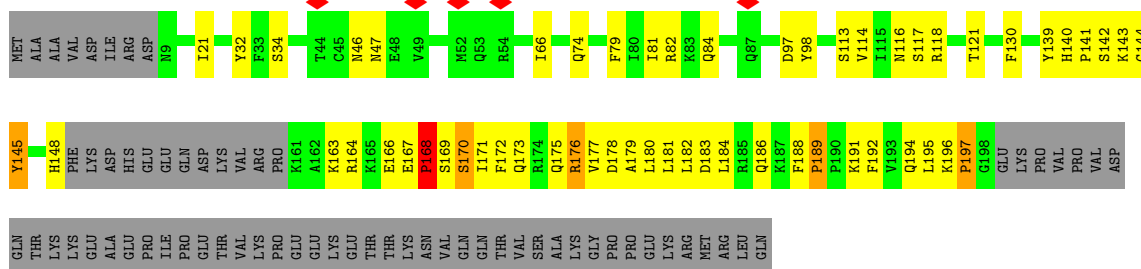 MET ALA ALA VAL ASP ILE ARG ASP N9 I21 Y32 F33 S34 T44 C45 N46 N47 E48 V49 M52 Q53 R54 I66 Q74 F79 I80 I81 R82 K83 Q84 Q87 D97 Y98 S113 V114 I115 N116 S117 R118 T121 F130 Y139 H140 P141 S142 K143 G144
Y145 H148 PHE LYS ASP HIS GLU GLU GLN ASP LYS VAL ARG PRO K161 A162 K163 R164 K165 E166 E167 P168 S169 S170 I171 F172 Q173 R174 Q175 R176 V177 D178 A179 L180 L181 L182 D183 L184 R185 Q186 K187 F188 P189 P190 K191 F192 V193 Q194 L195 K196 P197 G198 GLU LYS PRO VAL PRO VAL ASP
GLN THR LYS LYS GLU ALA GLU PRO ILE PRO GLU THR VAL LYS PRO GLU GLU LYS GLU THR THR LYS ASN VAL GLN GLN THR VAL SER ALA LYS GLY PRO PRO GLU LYS ARG MET ARG LEU GLN